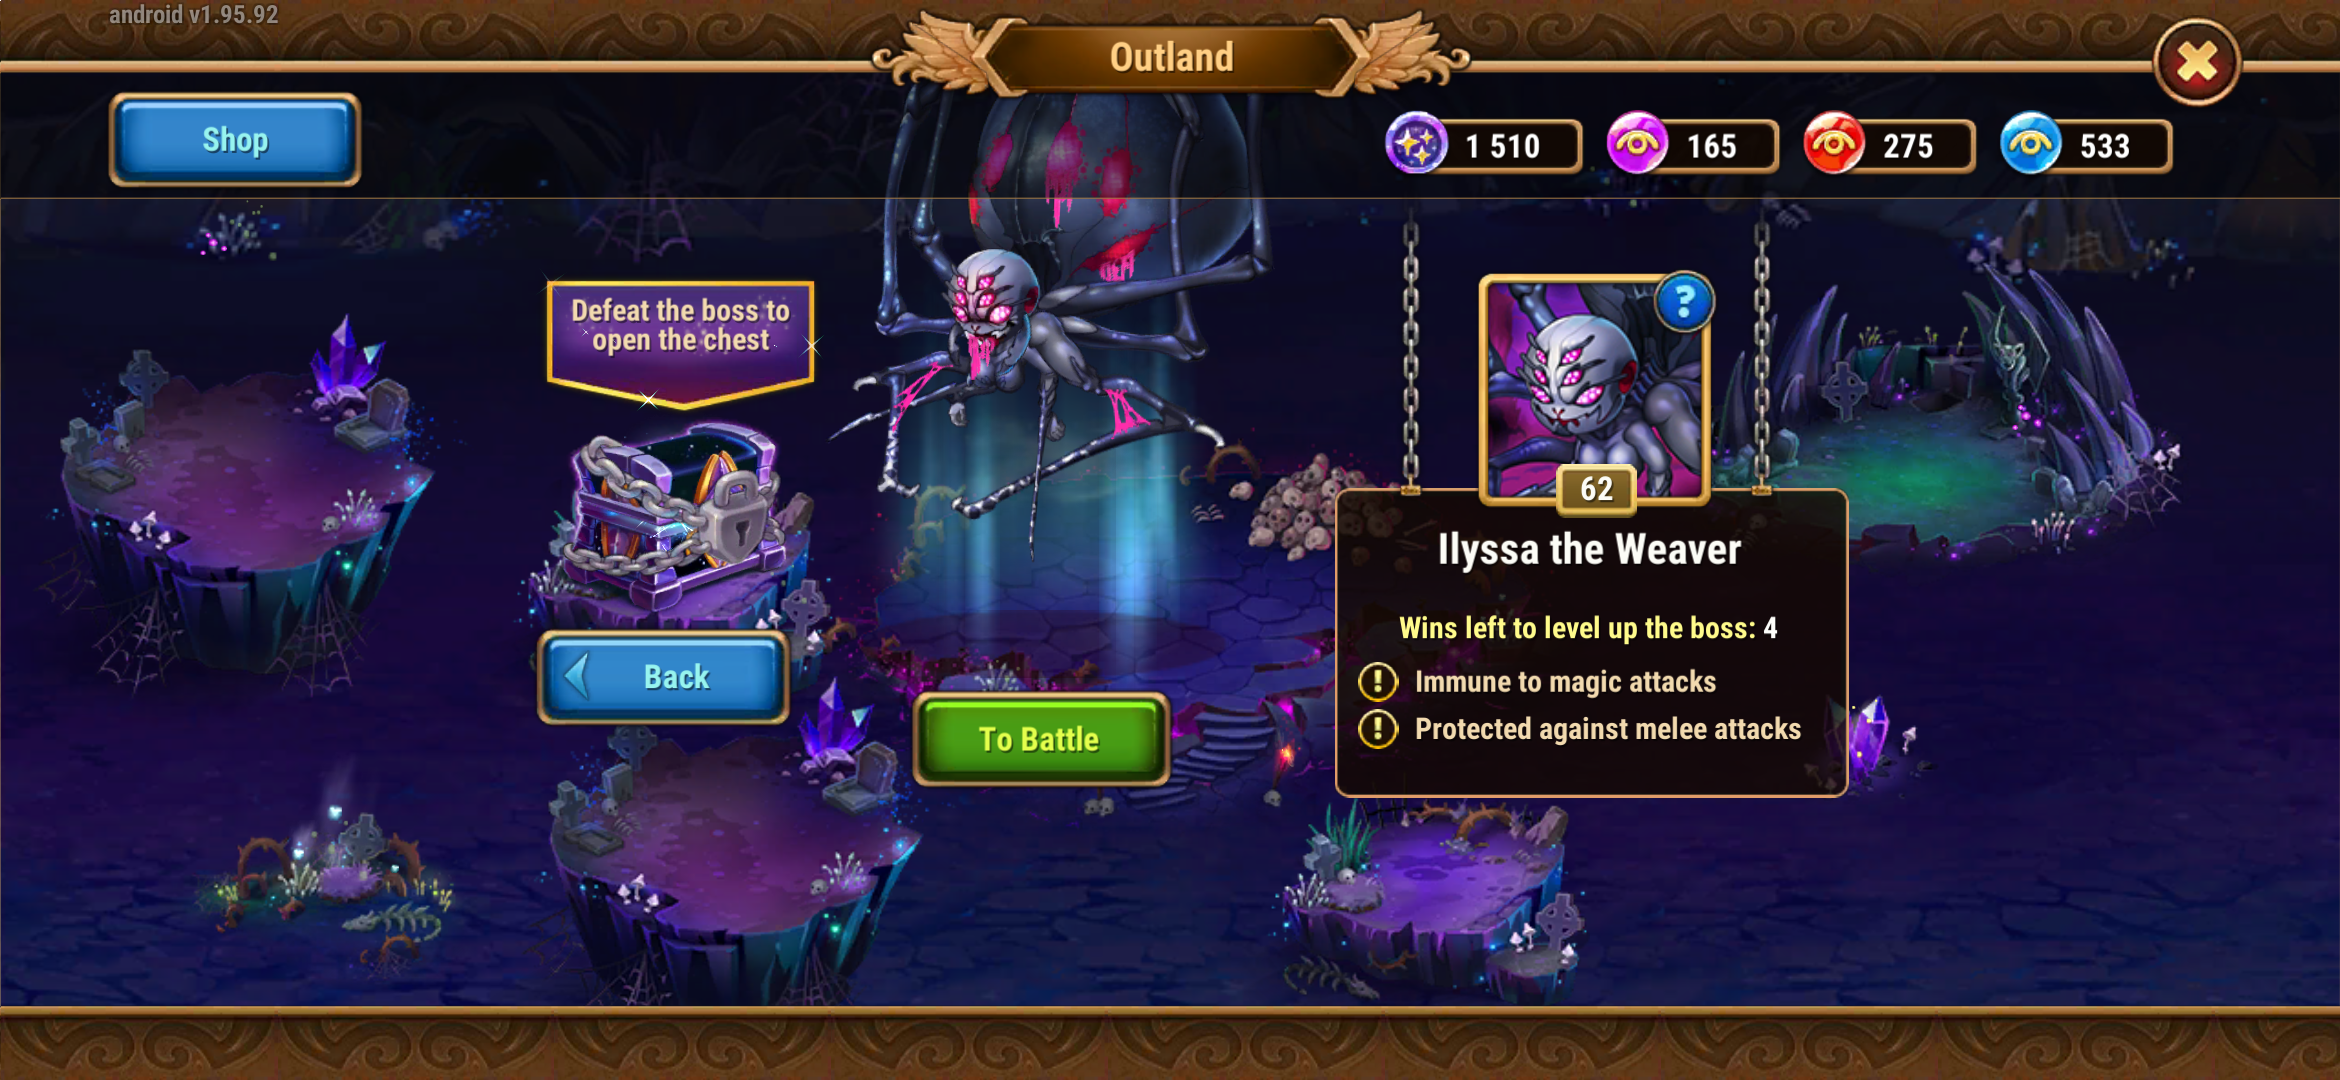 android v1.95.92
Outland
Shop
1 510
165
275
533
Defeat the boss to
open the chest
?
62
Ilyssa the Weaver
Wins left to level up the boss: 4
! Immune to magic attacks
! Protected against melee attacks
Back
To Battle